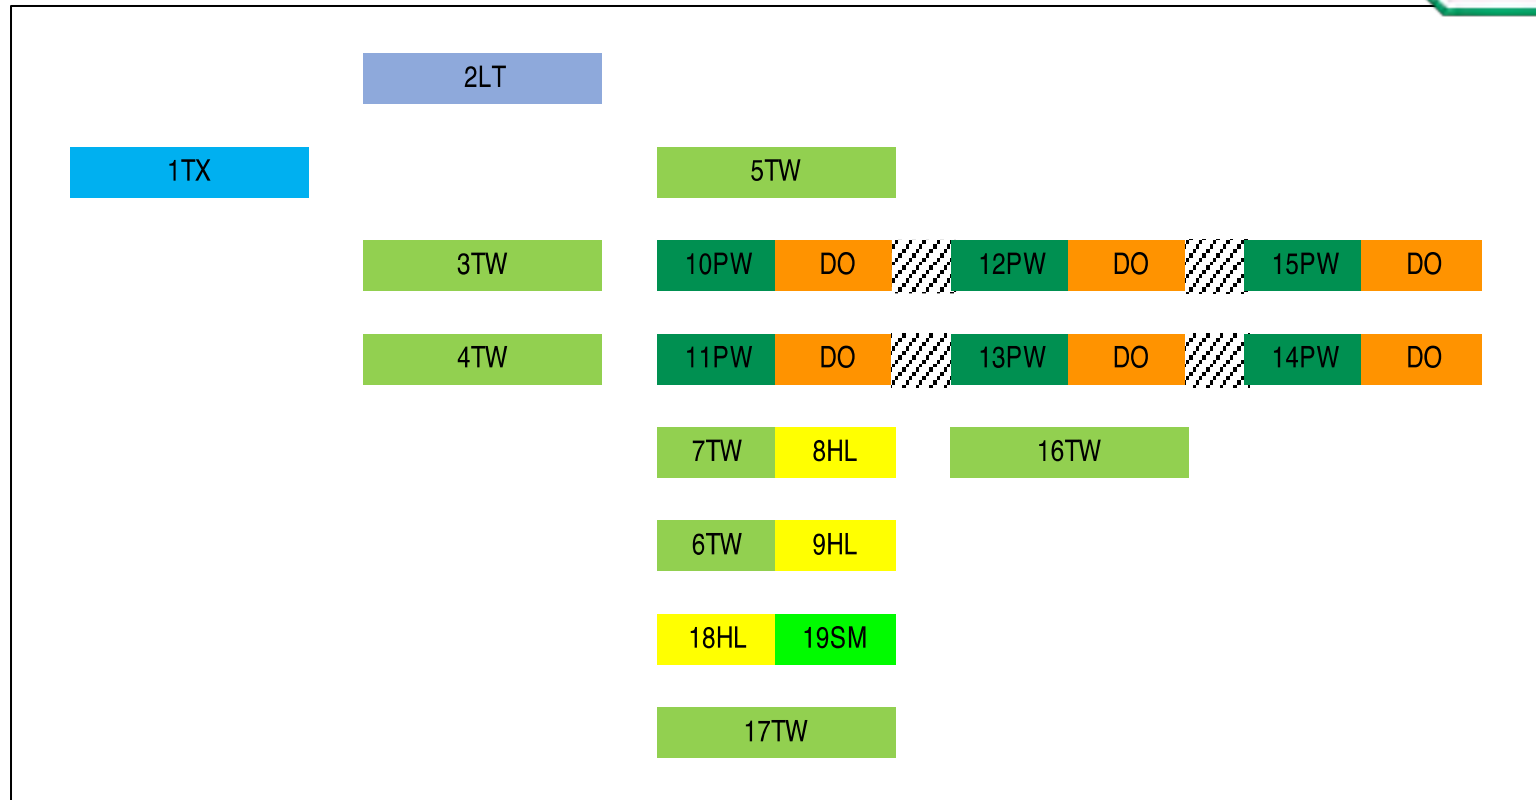 2LT
1TX 5TW
3TW 10PW DO 12PW DO 15PW DO
4TW 11PW DO 13PW DO 14PW DO
7TW 8HL 16TW
6TW 9HL
18HL 19SM
17TW